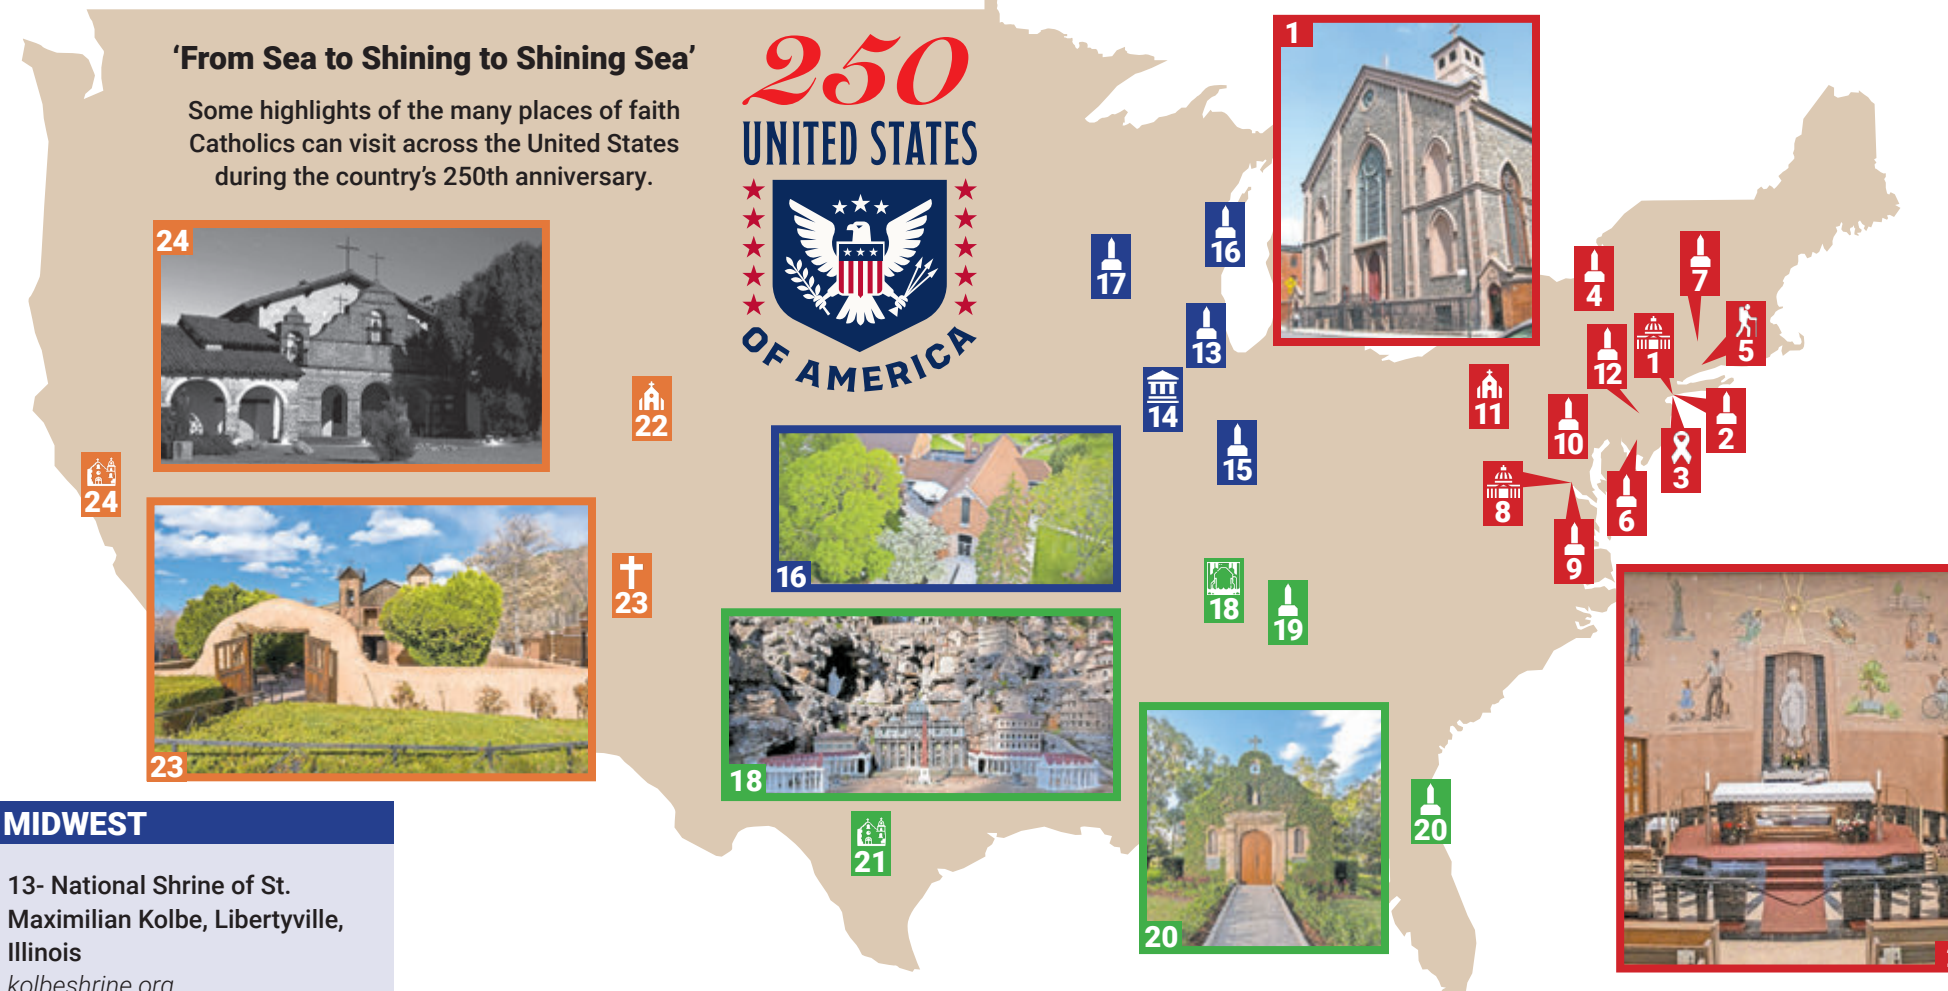 ‘From Sea to Shining to Shining Sea’
Some highlights of the many places of faith
Catholics can visit across the United States
during the country’s 250th anniversary.
250
UNITED STATES
OF AMERICA
1
24
16
17
4
7
13
1
5
12
22
14
11
2
10
15
3
24
8
6
9
23
16
18
19
23
18
20
21
20
MIDWEST
13- National Shrine of St.
Maximilian Kolbe, Libertyville,
Illinois
kolbeshrine.org